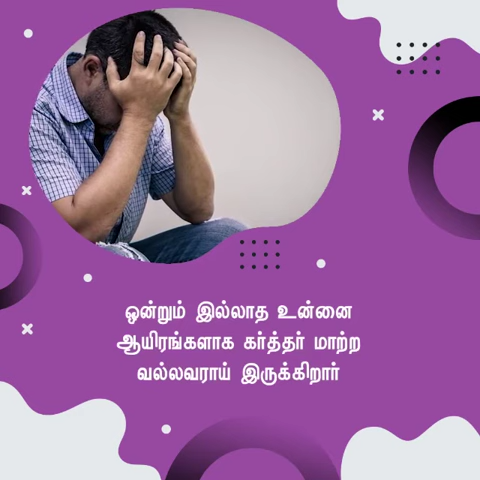 ஒன்றும் இல்லாத உன்னை
ஆயிரங்களாக கர்த்தர் மாற்ற
வல்லவராய் இருக்கிறார்